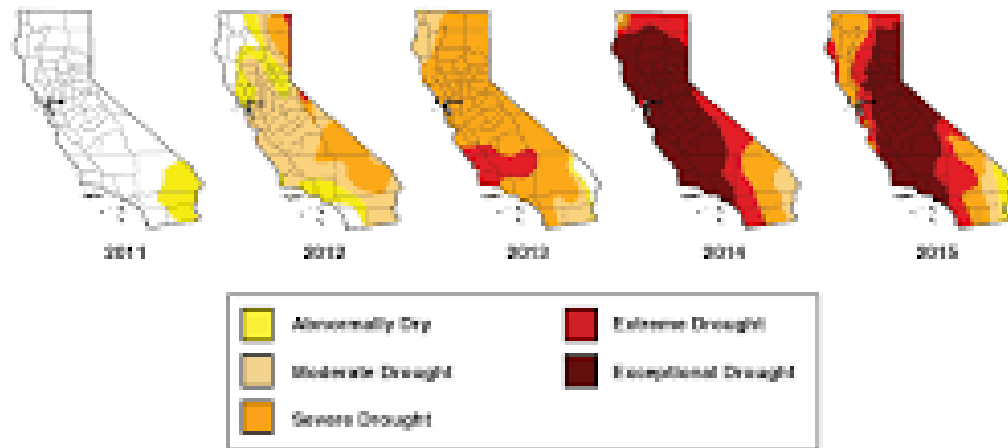 2011 2012 2013 2014 2015
Abnormally Dry Extreme Drought
Moderate Drought Exceptional Drought
Severe Drought